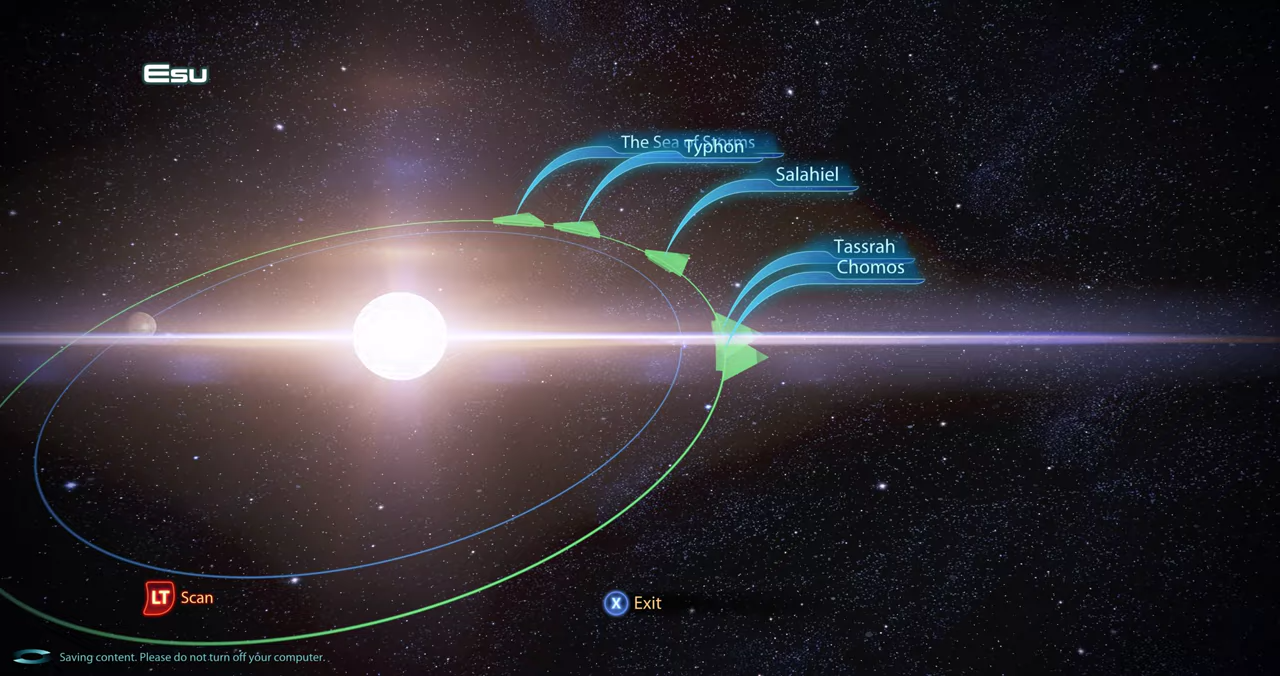 Esu
The Sea of Storms
Typhon
Salahiel
Tassrah
Chomos
LT Scan
X Exit
Saving content. Please do not turn off your computer.